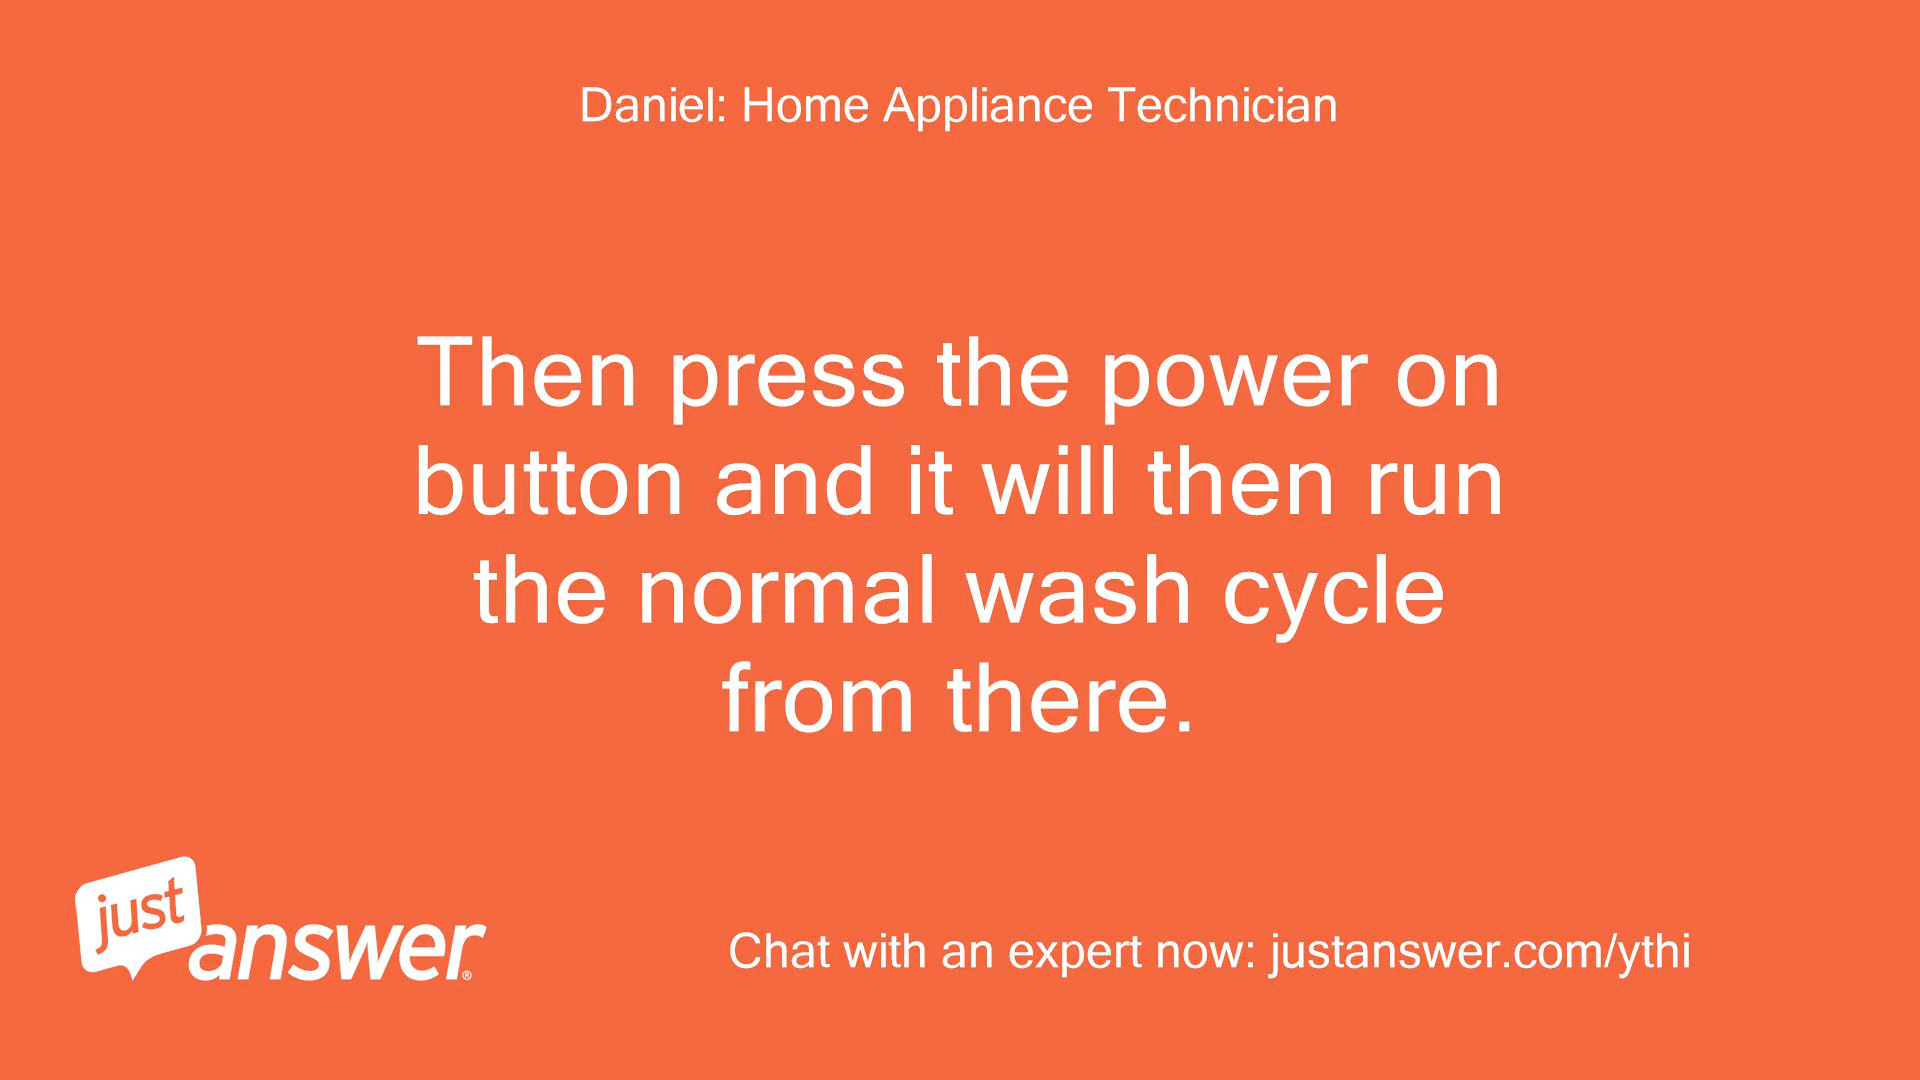 Daniel: Home Appliance Technician
Then press the power on
button and it will then run
the normal wash cycle
from there.
just
answer®
Chat with an expert now: justanswer.com/ythi